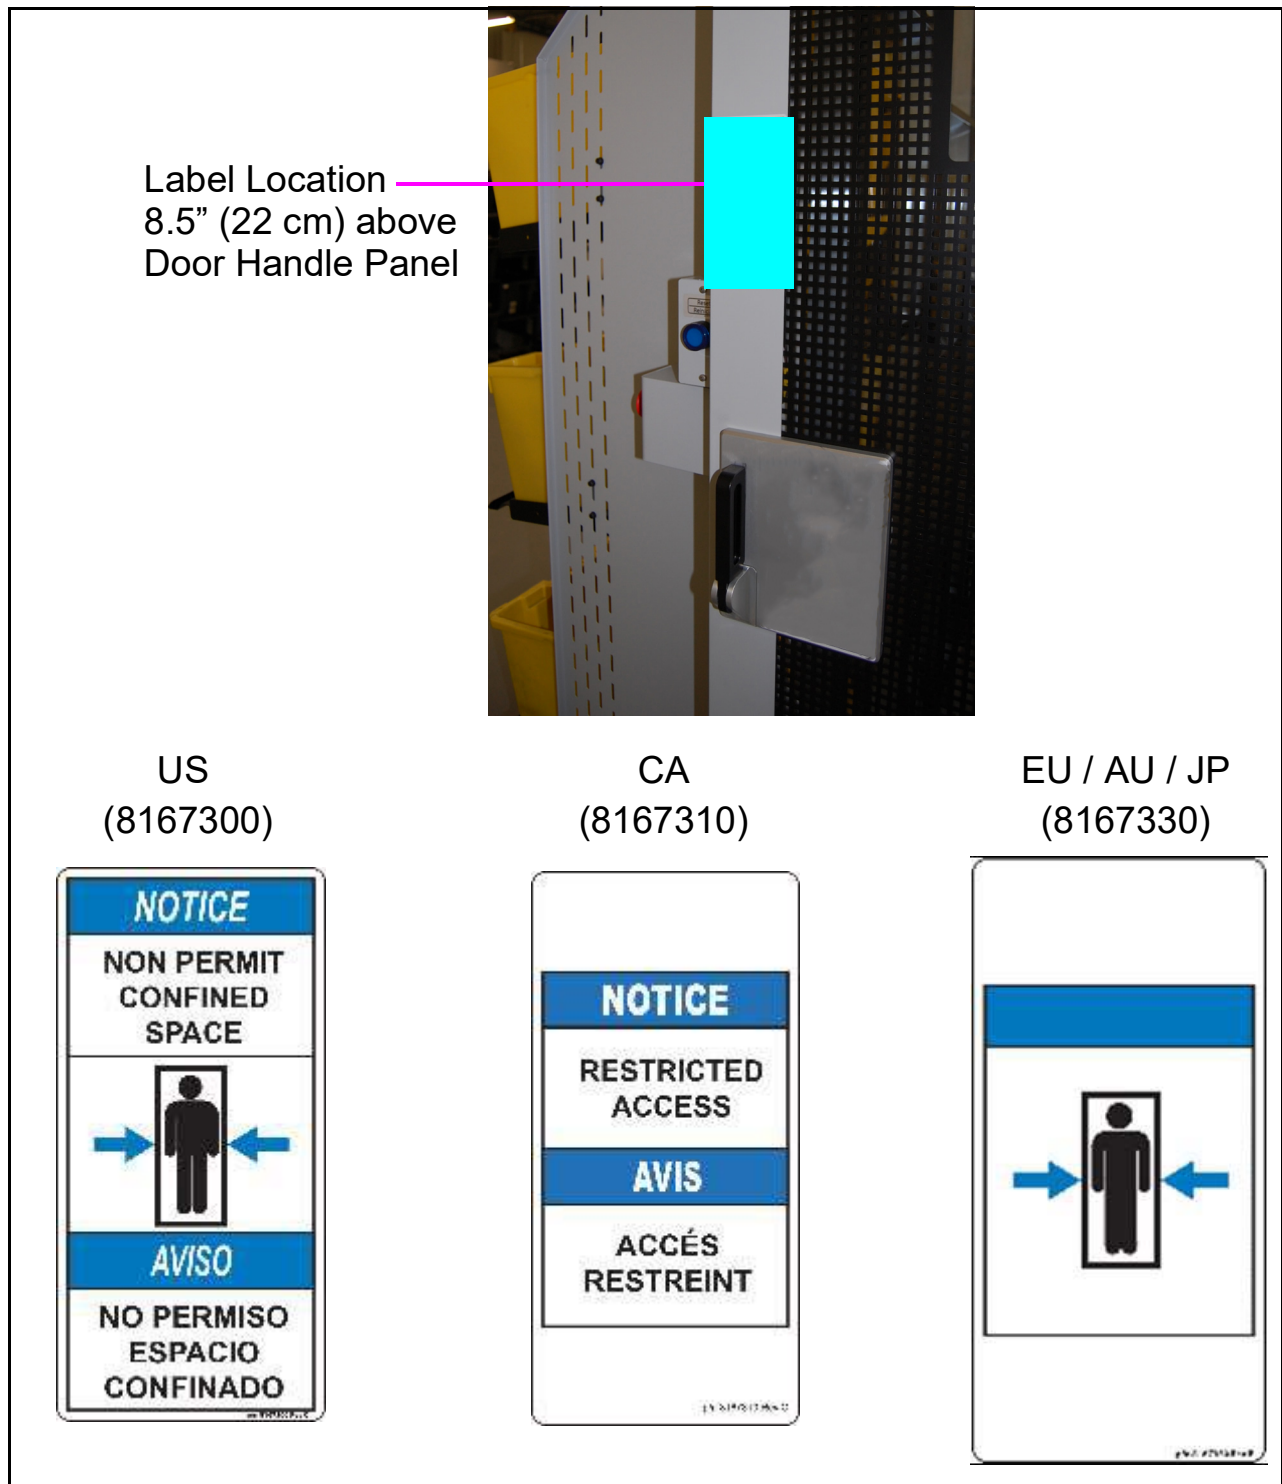 Label Location
8.5” (22 cm) above
Door Handle Panel
US
(8167300)
CA
(8167310)
EU / AU / JP
(8167330)
NOTICE
NON PERMIT
CONFINED
SPACE
AVISO
NO PERMISO
ESPACIO
CONFINADO
NOTICE
RESTRICTED
ACCESS
AVIS
ACCÉS
RESTREINT